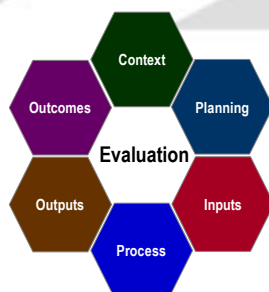 Context
Outcomes
Planning
Evaluation
Outputs
Inputs
Process